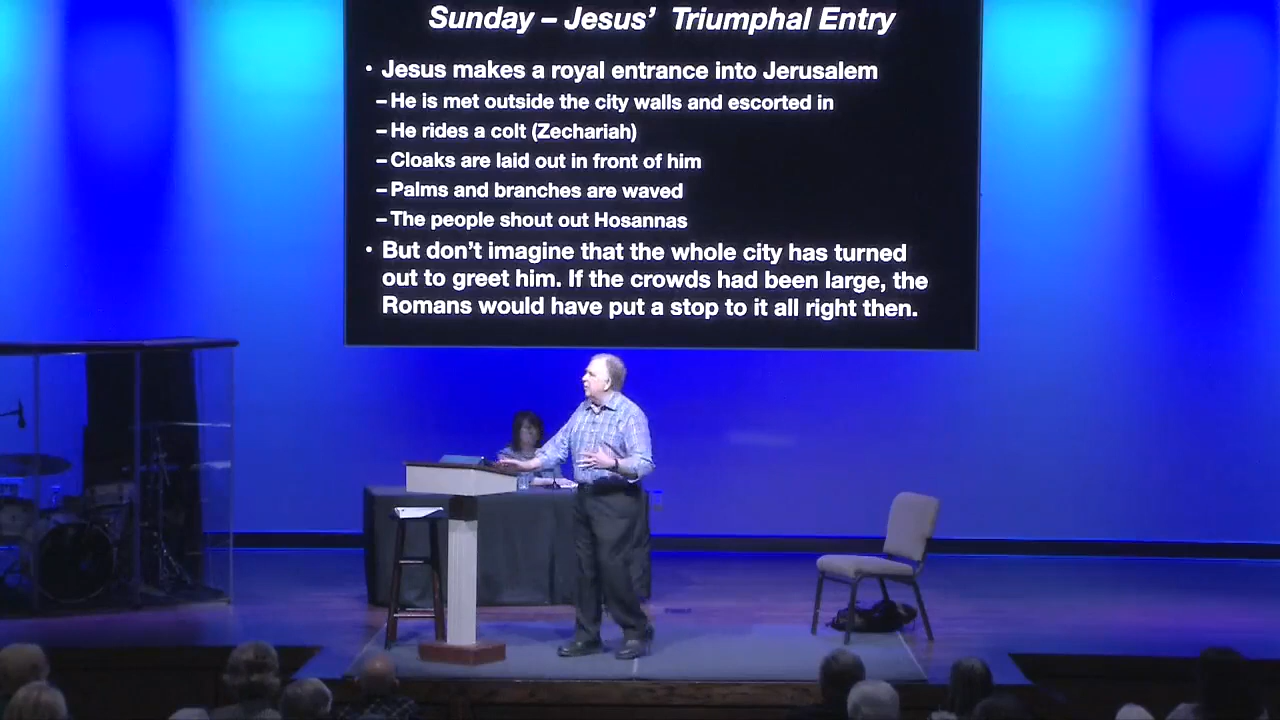 Sunday – Jesus’ Triumphal Entry
• Jesus makes a royal entrance into Jerusalem
– He is met outside the city walls and escorted in
– He rides a colt (Zechariah)
– Cloaks are laid out in front of him
– Palms and branches are waved
– The people shout out Hosannas
• But don’t imagine that the whole city has turned
out to greet him. If the crowds had been large, the
Romans would have put a stop to it all right then.